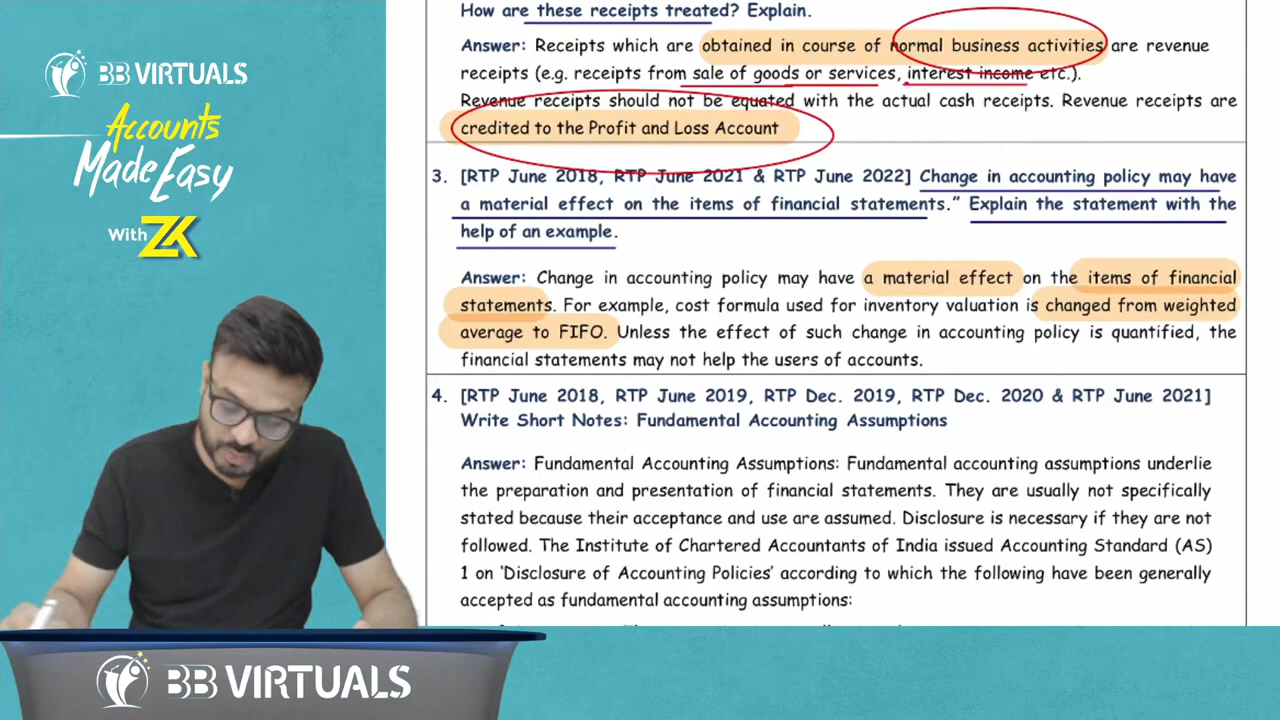 BB VIRTUALS
Accounts
Made Easy
With ZK
How are these receipts treated? Explain.
Answer: Receipts which are obtained in course of normal business activities are revenue
receipts (e.g. receipts from sale of goods or services, interest income etc.).
Revenue receipts should not be equated with the actual cash receipts. Revenue receipts are
credited to the Profit and Loss Account
3. [RTP June 2018, RTP June 2021 & RTP June 2022] Change in accounting policy may have
a material effect on the items of financial statements.” Explain the statement with the
help of an example.
Answer: Change in accounting policy may have a material effect on the items of financial
statements. For example, cost formula used for inventory valuation is changed from weighted
average to FIFO. Unless the effect of such change in accounting policy is quantified, the
financial statements may not help the users of accounts.
4. [RTP June 2018, RTP June 2019, RTP Dec. 2019, RTP Dec. 2020 & RTP June 2021]
Write Short Notes: Fundamental Accounting Assumptions
Answer: Fundamental Accounting Assumptions: Fundamental accounting assumptions underlie
the preparation and presentation of financial statements. They are usually not specifically
stated because their acceptance and use are assumed. Disclosure is necessary if they are not
followed. The Institute of Chartered Accountants of India issued Accounting Standard (AS)
1 on ‘Disclosure of Accounting Policies’ according to which the following have been generally
accepted as fundamental accounting assumptions:
BB VIRTUALS